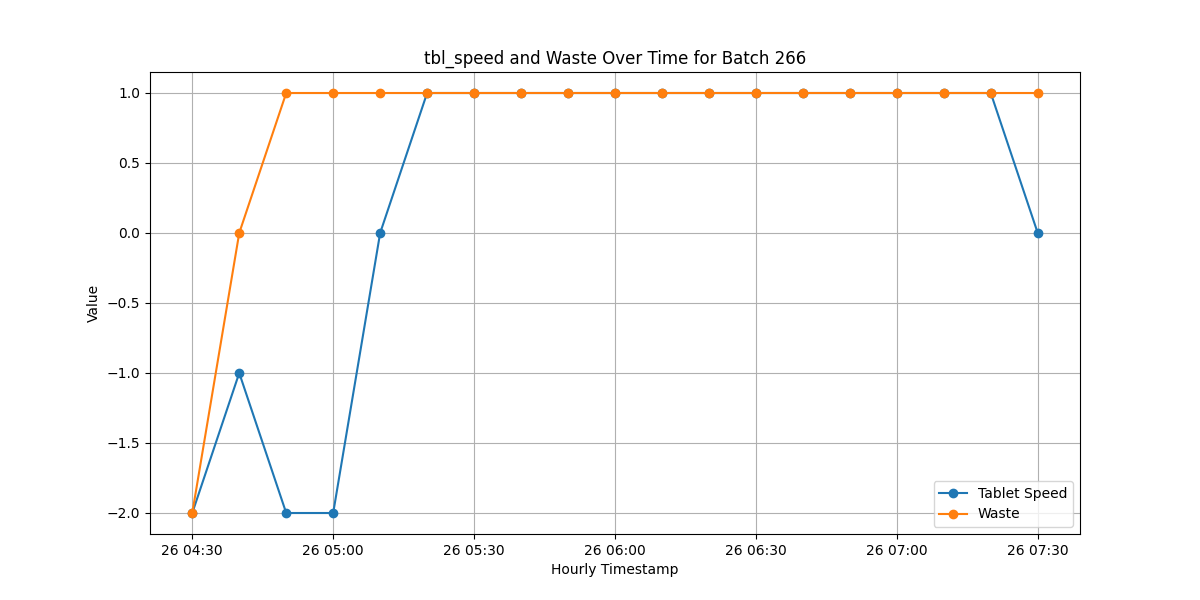 tbl_speed and Waste Over Time for Batch 266
1.0
0.5
0.0
−0.5
−1.0
−1.5
−2.0
Value
Tablet Speed
Waste
26 04:30 26 05:00 26 05:30 26 06:00 26 06:30 26 07:00 26 07:30
Hourly Timestamp